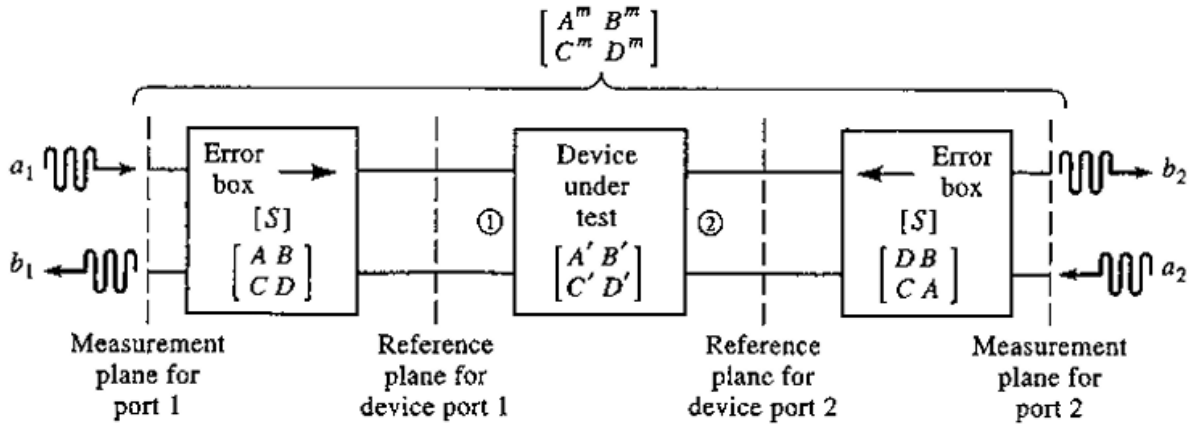 [ A^m B^m
C^m D^m ]
a1
b1
Error
box
[S]
[ A B
C D ]
①
Device
under
test
[ A′ B′
C′ D′ ]
②
Error
box
[S]
[ D B
C A ]
b2
a2
Measurement
plane for
port 1
Reference
plane for
device port 1
Reference
plane for
device port 2
Measurement
plane for
port 2